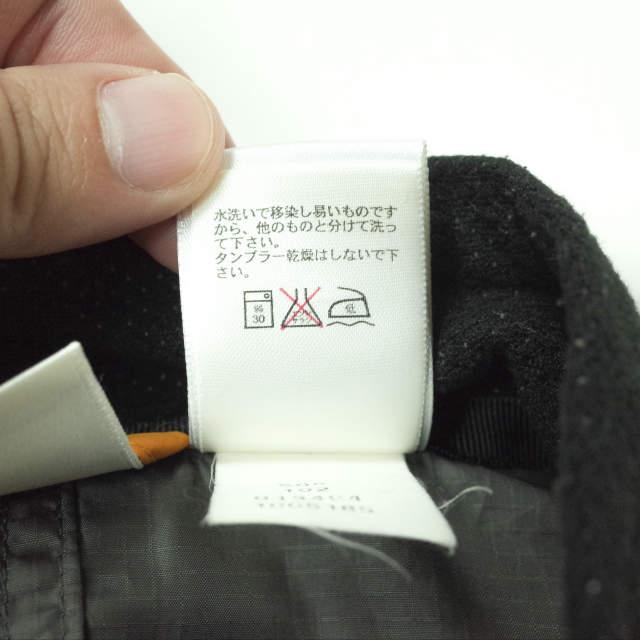 水洗いで移染し易いものです
から、他のものと分けて洗っ
て下さい。
タンブラー乾燥はしないで下
さい。
30
低